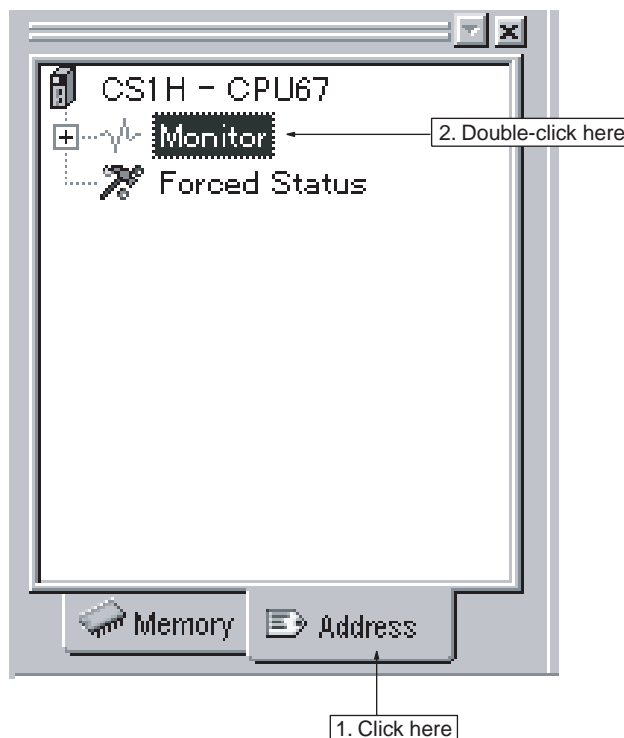 CS1H - CPU67
Monitor
2. Double-click here
Forced Status
Memory
Address
1. Click here